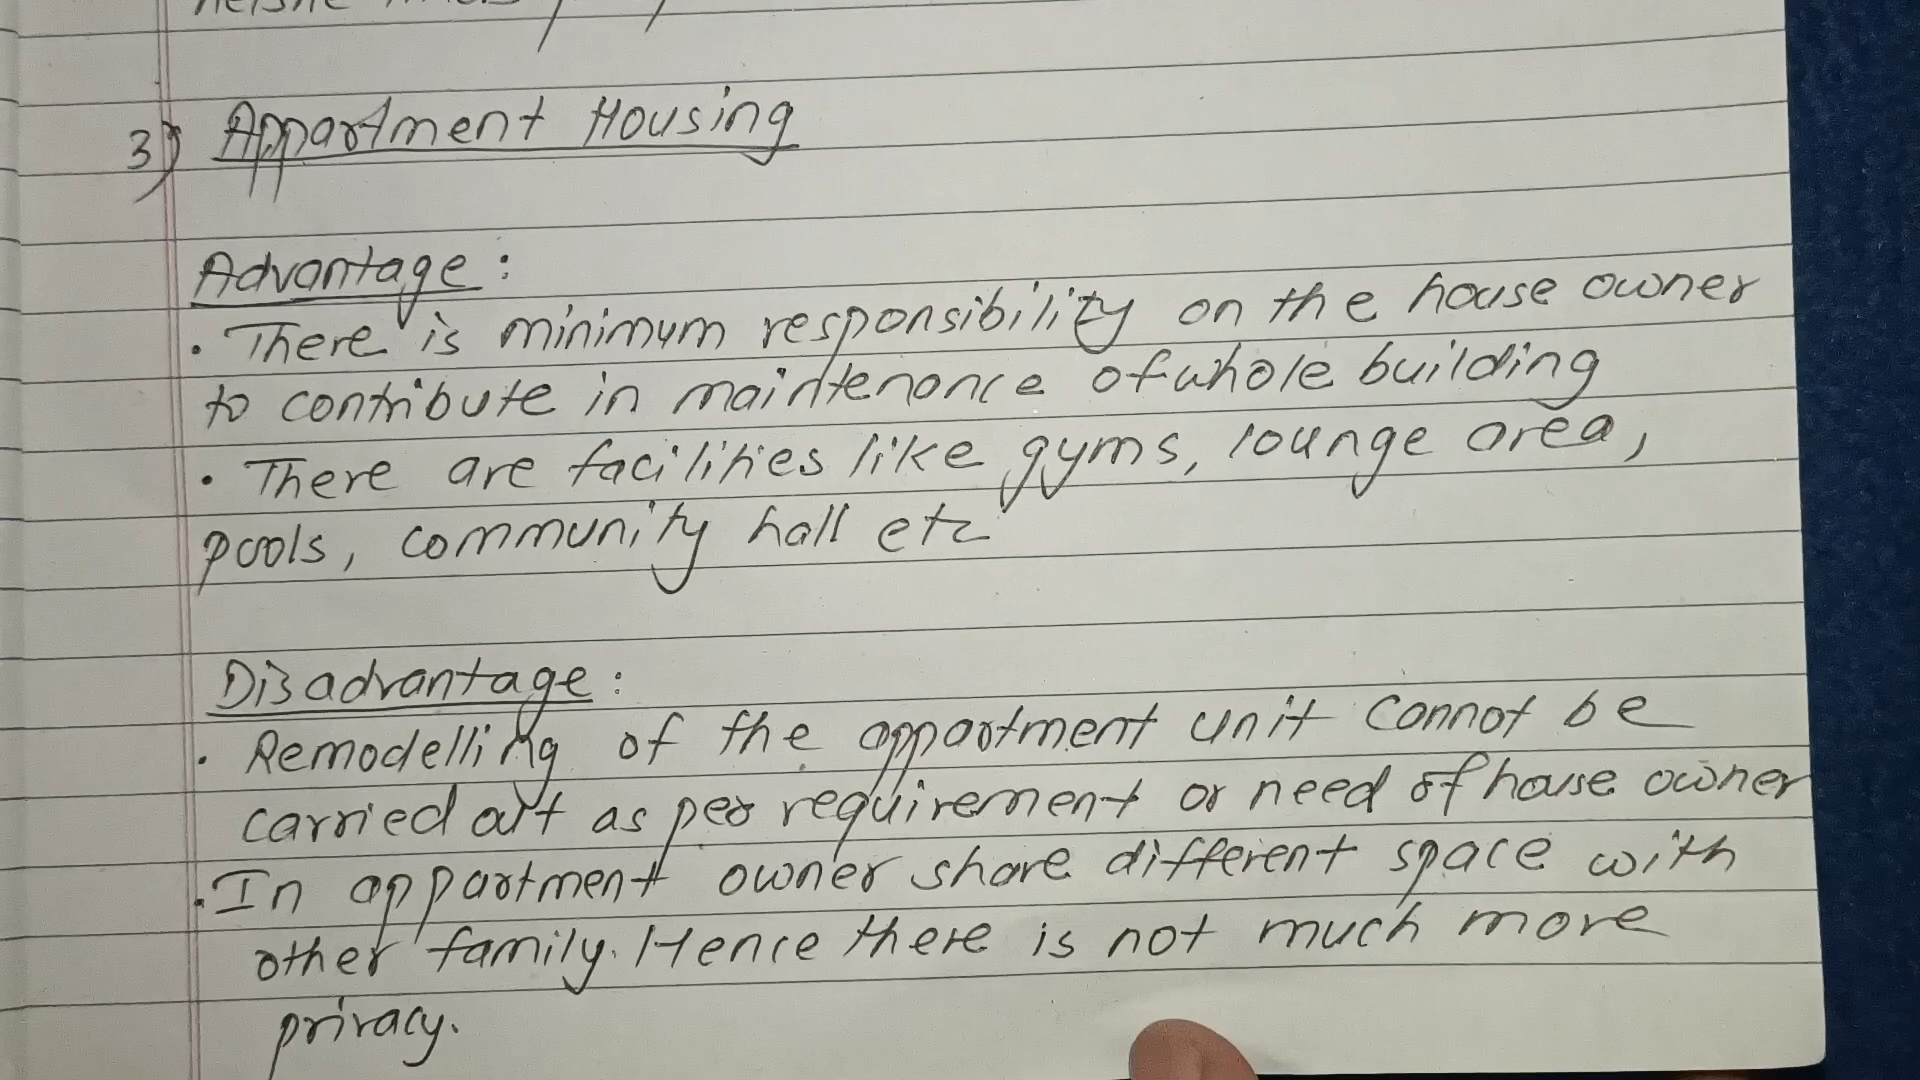 3) Appartment Housing
Advantage :
• There is minimum responsibility on the house owner
to contribute in maintenance of whole building
• There are facilities like gyms, lounge area,
pools, community hall etc
Disadvantage :
• Remodelling of the appartment unit cannot be
carried out as per requirement or need of house owner
• In appartment owner share different space with
other family. Hence there is not much more
privacy.